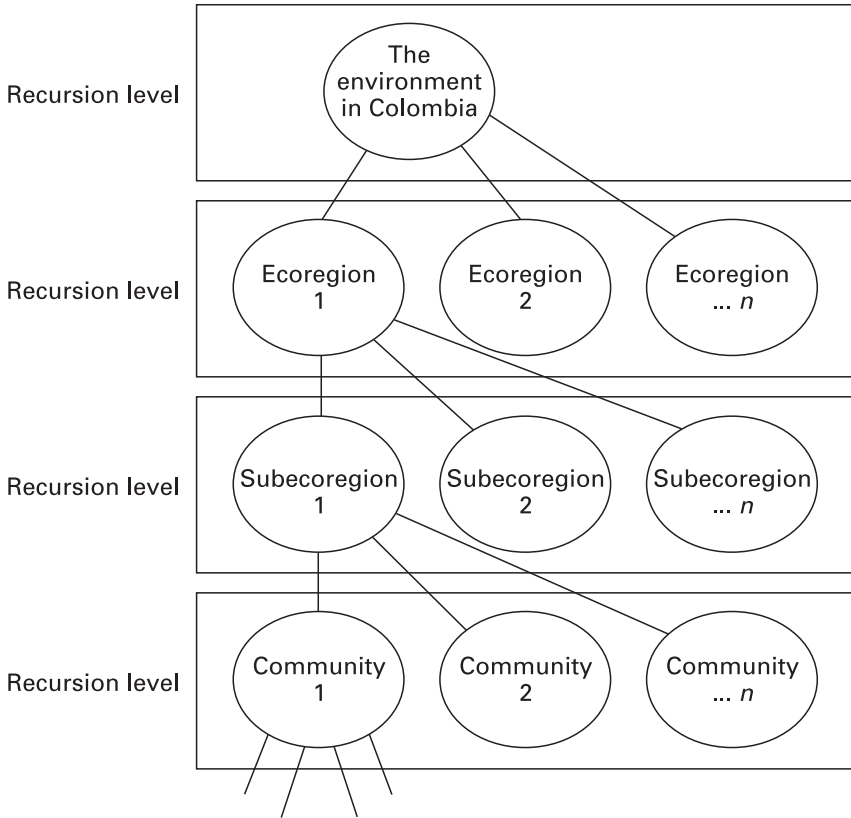 The
environment
in Colombia
Recursion level
Ecoregion
1
Ecoregion
2
Ecoregion
... n
Recursion level
Subecoregion
1
Subecoregion
2
Subecoregion
... n
Recursion level
Community
1
Community
2
Community
... n
Recursion level